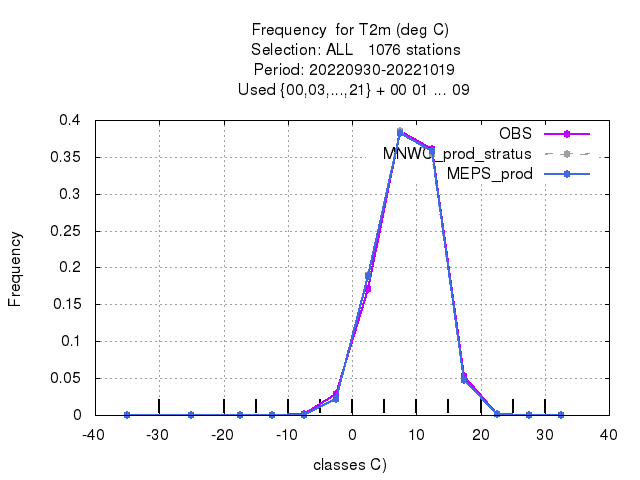 Frequency for T2m (deg C)
Selection: ALL 1076 stations
Period: 20220930-20221019
Used {00,03,...,21} + 00 01 ... 09
0.4
0.35
0.3
0.25
0.2
0.15
0.1
0.05
0
Frequency
OBS
MNWC_prod_stratus
MEPS_prod
-40 -30 -20 -10 0 10 20 30 40
classes C)